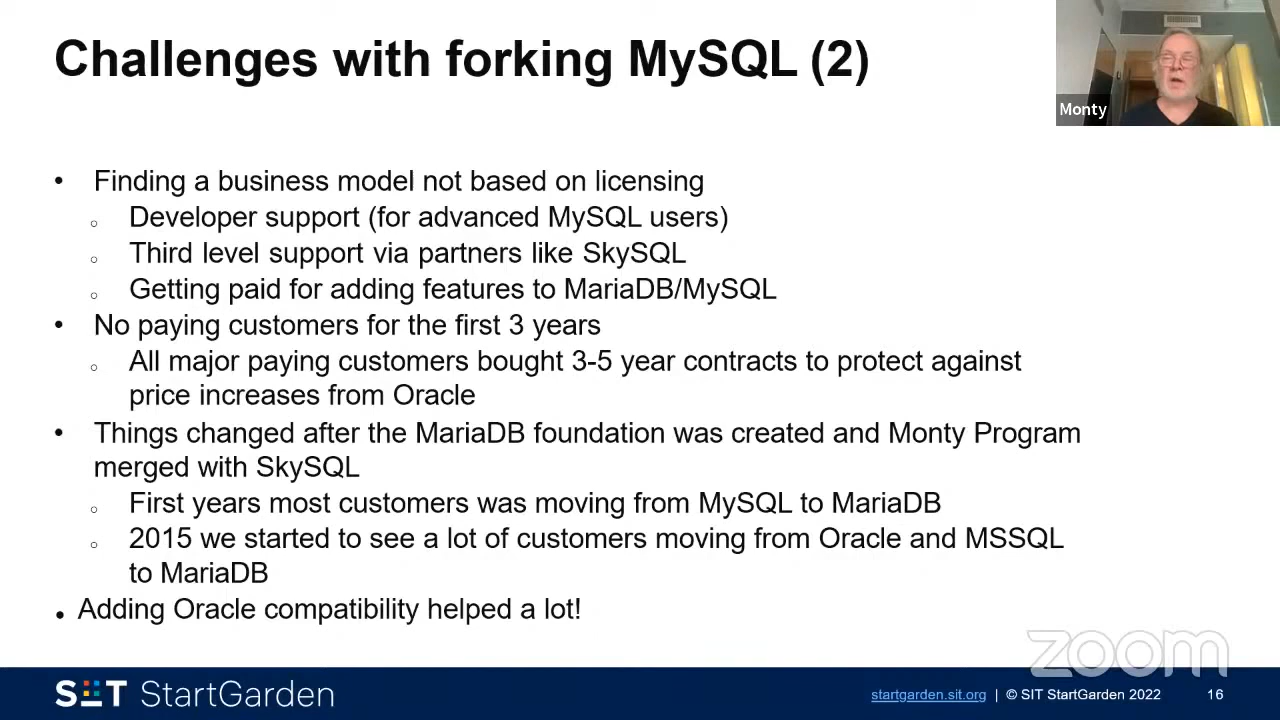 Challenges with forking MySQL (2)
Monty
• Finding a business model not based on licensing
○ Developer support (for advanced MySQL users)
○ Third level support via partners like SkySQL
○ Getting paid for adding features to MariaDB/MySQL
• No paying customers for the first 3 years
○ All major paying customers bought 3-5 year contracts to protect against
price increases from Oracle
• Things changed after the MariaDB foundation was created and Monty Program
merged with SkySQL
○ First years most customers was moving from MySQL to MariaDB
○ 2015 we started to see a lot of customers moving from Oracle and MSSQL
to MariaDB
• Adding Oracle compatibility helped a lot!
zoom
SIT StartGarden
startgarden.sit.org | © SIT StartGarden 2022 16